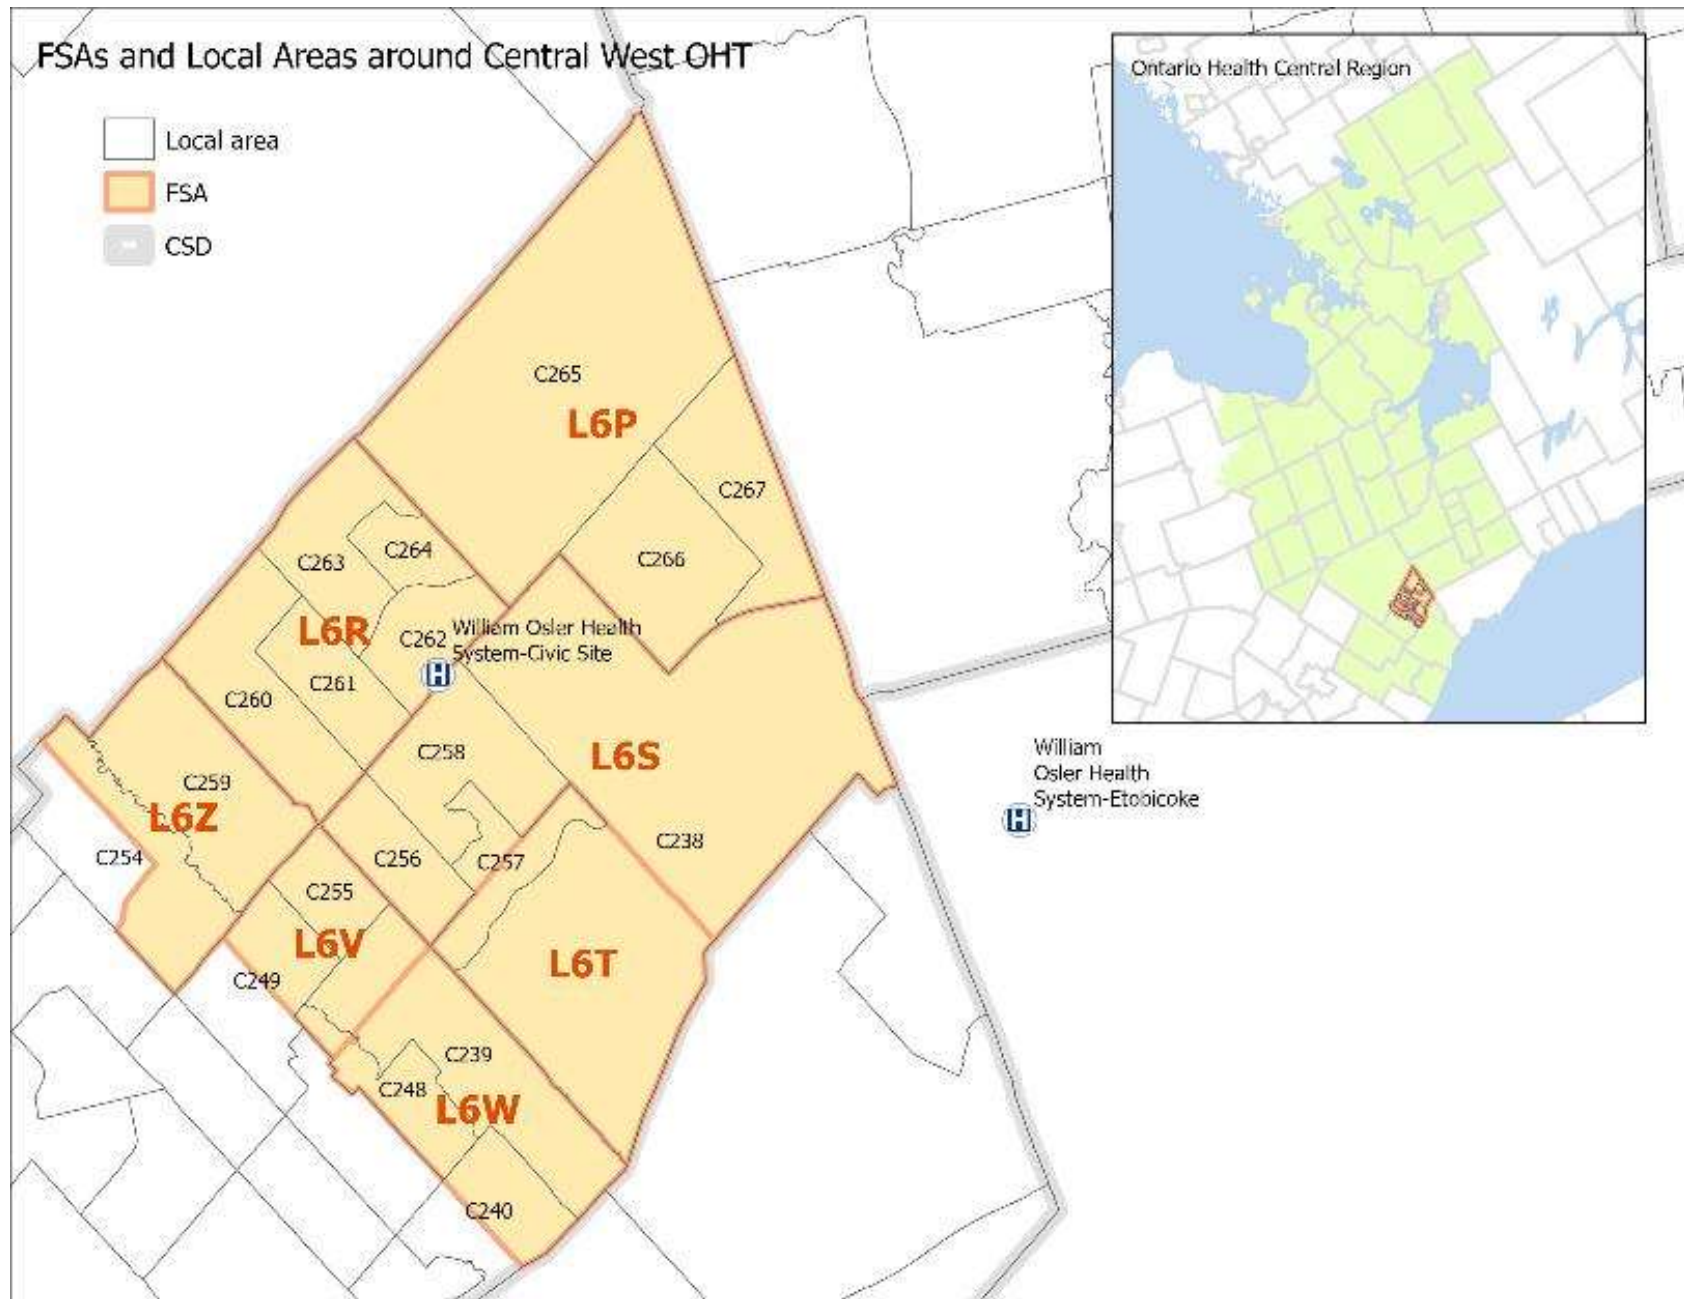 FSAs and Local Areas around Central West OHT
Local area
FSA
CSD
Ontario Health Central Region
C265
L6P
C267
C264
C263
C266
L6R
C262
William Osler Health
System-Civic Site
H
C261
C260
C258
L6S
William
Osler Health
System-Etobicoke
H
C259
L6Z
C238
C254
C256
C257
C255
L6V
L6T
C249
C239
C248
L6W
C240